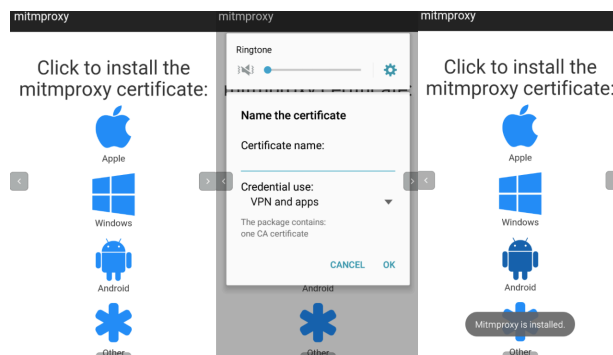 mitmproxy
Click to install the
mitmproxy certificate:
Apple
Windows
Android
Other
mitmproxy
Ringtone
Name the certificate
Certificate name:
Credential use:
VPN and apps
The package contains:
one CA certificate
CANCEL OK
Android
Other
mitmproxy
Click to install the
mitmproxy certificate:
Apple
Windows
Android
Mitmproxy is installed.
Other